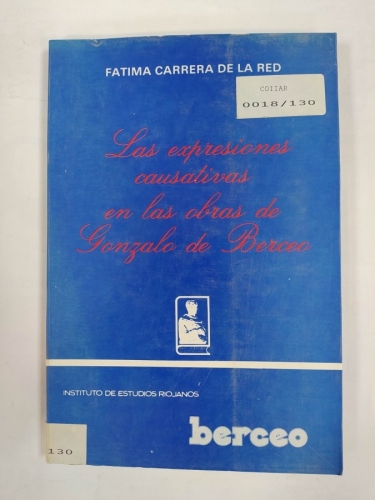 FATIMA CARRERA DE LA RED
COIIAR
0018/130
Las expresiones
causativas
en las obras de
Gonzalo de Berceo
INSTITUTO DE ESTUDIOS RIOJANOS
berceo
130